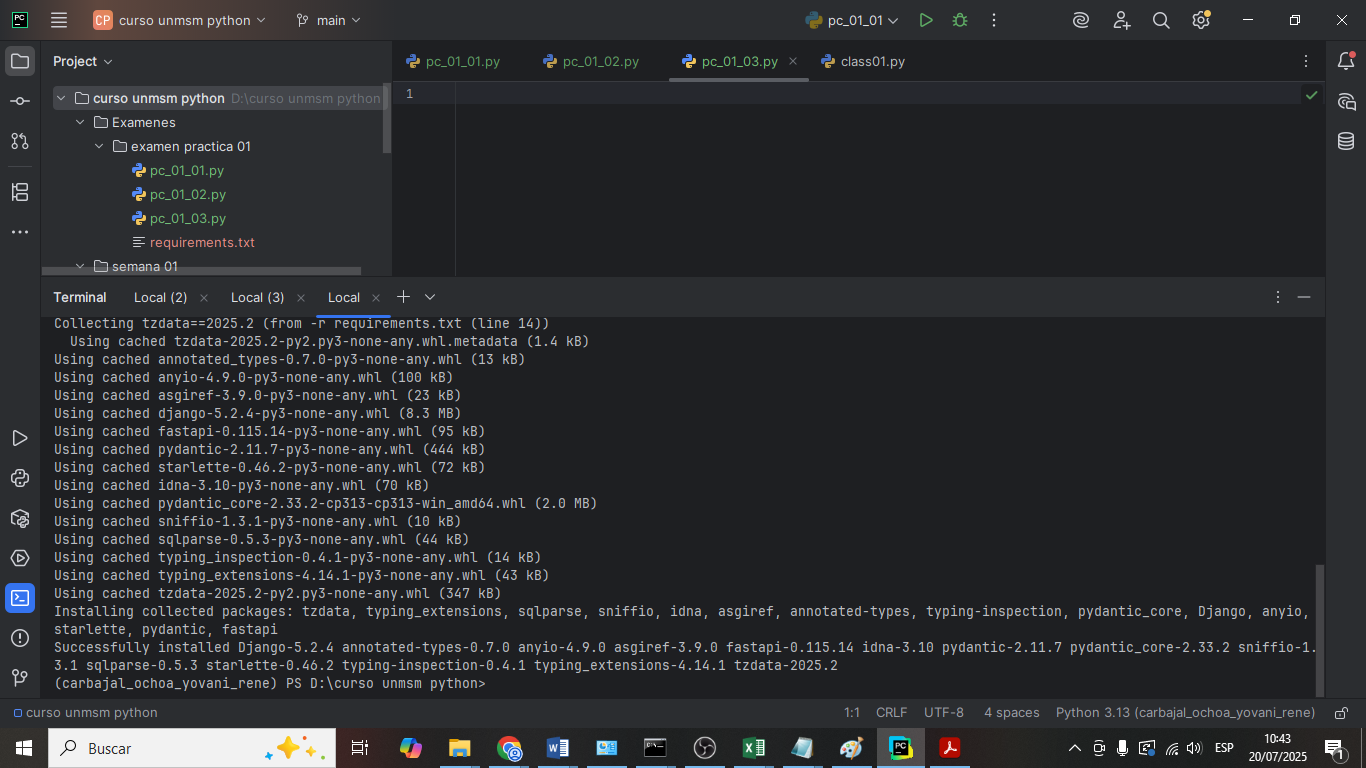 CP curso unmsm python main pc_01_01
Project
pc_01_01.py pc_01_02.py pc_01_03.py class01.py
1
curso unmsm python D:\curso unmsm python
Examenes
examen practica 01
pc_01_01.py
pc_01_02.py
pc_01_03.py
requirements.txt
semana 01
Terminal Local (2) Local (3) Local
Collecting tzdata==2025.2 (from -r requirements.txt (line 14))
Using cached tzdata-2025.2-py2.py3-none-any.whl.metadata (1.4 kB)
Using cached annotated_types-0.7.0-py3-none-any.whl (13 kB)
Using cached anyio-4.9.0-py3-none-any.whl (100 kB)
Using cached asgiref-3.9.0-py3-none-any.whl (23 kB)
Using cached django-5.2.4-py3-none-any.whl (8.3 MB)
Using cached fastapi-0.115.14-py3-none-any.whl (95 kB)
Using cached pydantic-2.11.7-py3-none-any.whl (444 kB)
Using cached starlette-0.46.2-py3-none-any.whl (72 kB)
Using cached idna-3.10-py3-none-any.whl (70 kB)
Using cached pydantic_core-2.33.2-cp313-cp313-win_amd64.whl (2.0 MB)
Using cached sniffio-1.3.1-py3-none-any.whl (10 kB)
Using cached sqlparse-0.5.3-py3-none-any.whl (44 kB)
Using cached typing_inspection-0.4.1-py3-none-any.whl (14 kB)
Using cached typing_extensions-4.14.1-py3-none-any.whl (43 kB)
Using cached tzdata-2025.2-py2.py3-none-any.whl (347 kB)
Installing collected packages: tzdata, typing_extensions, sqlparse, sniffio, idna, asgiref, annotated-types, typing-inspection, pydantic_core, Django, anyio,
starlette, pydantic, fastapi
Successfully installed Django-5.2.4 annotated-types-0.7.0 anyio-4.9.0 asgiref-3.9.0 fastapi-0.115.14 idna-3.10 pydantic-2.11.7 pydantic_core-2.33.2 sniffio-1.
3.1 sqlparse-0.5.3 starlette-0.46.2 typing-inspection-0.4.1 typing_extensions-4.14.1 tzdata-2025.2
(carbajal_ochoa_yovani_rene) PS D:\curso unmsm python>
curso unmsm python 1:1 CRLF UTF-8 4 spaces Python 3.13 (carbajal_ochoa_yovani_rene)
Buscar ESP 10:43
20/07/2025 1